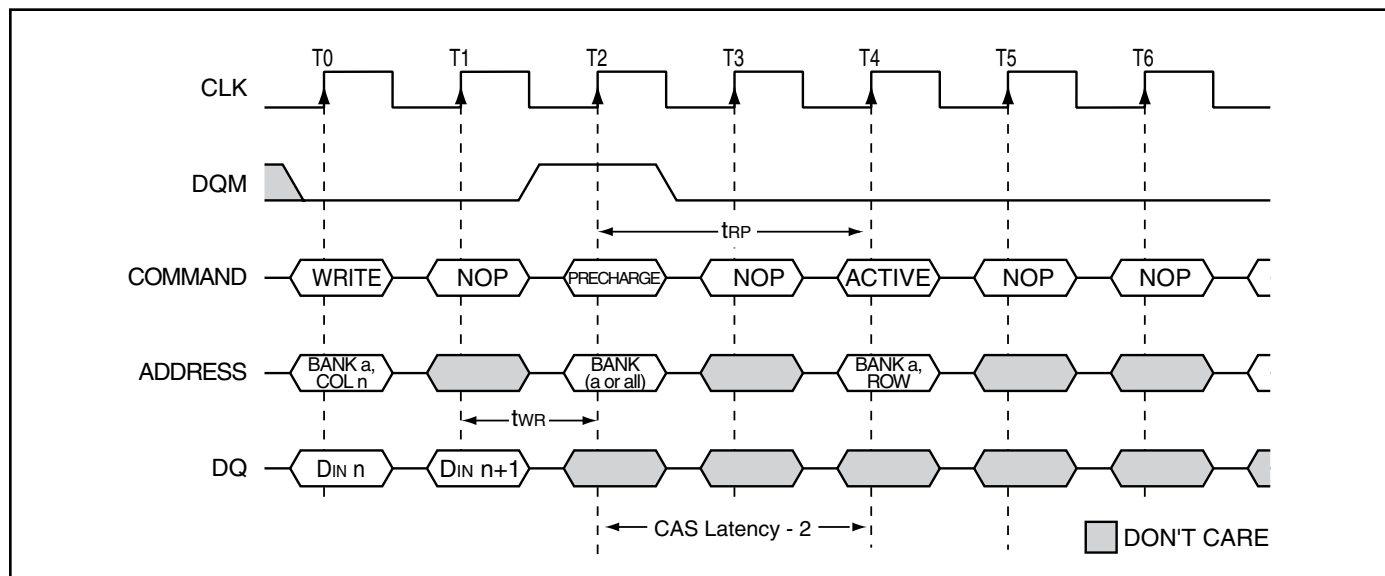 T0 T1 T2 T3 T4 T5 T6
CLK
DQM
tRP
COMMAND WRITE NOP PRECHARGE NOP ACTIVE NOP NOP
ADDRESS BANK a, COL n BANK (a or all) BANK a, ROW
tWR
DQ DIN n DIN n+1
CAS Latency - 2
DON'T CARE